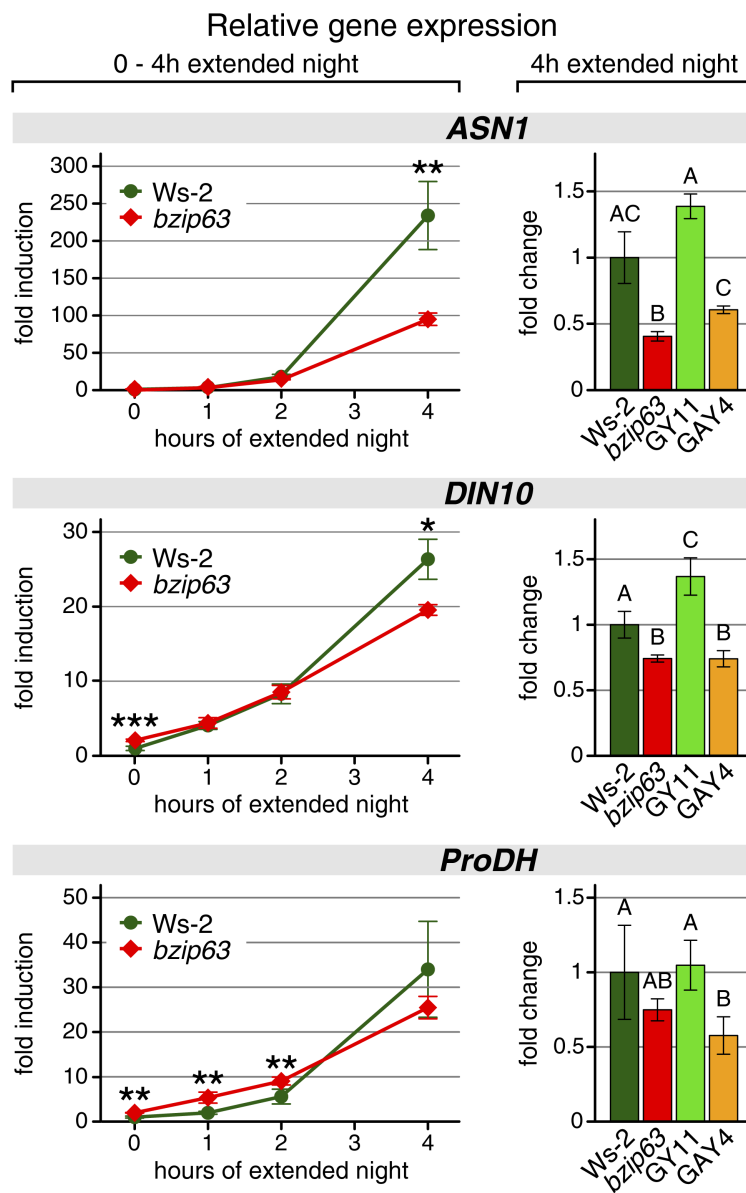 Relative gene expression
0 - 4h extended night
4h extended night
ASN1
fold induction
300
250
200
150
100
50
0
Ws-2
bzip63
**
0 1 2 3 4
hours of extended night
fold change
1.5
1
0.5
0
AC
B
A
C
Ws-2
bzip63
GY11
GAY4
DIN10
fold induction
30
20
10
0
Ws-2
bzip63
***
*
0 1 2 3 4
hours of extended night
fold change
1.5
1
0.5
0
A
B
C
B
Ws-2
bzip63
GY11
GAY4
ProDH
fold induction
50
40
30
20
10
0
Ws-2
bzip63
**
**
**
0 1 2 3 4
hours of extended night
fold change
1.5
1
0.5
0
A
AB
A
B
Ws-2
bzip63
GY11
GAY4